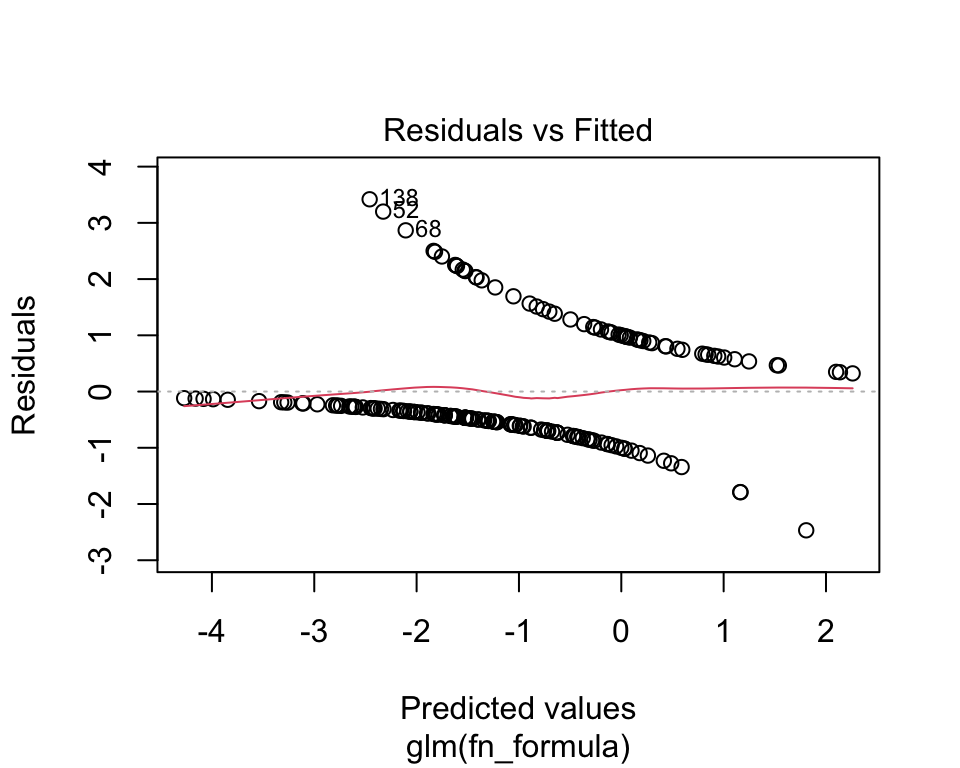 Residuals vs Fitted
Residuals
4
3
2
1
0
-1
-2
-3
138
52
68
-4 -3 -2 -1 0 1 2
Predicted values
glm(fn_formula)